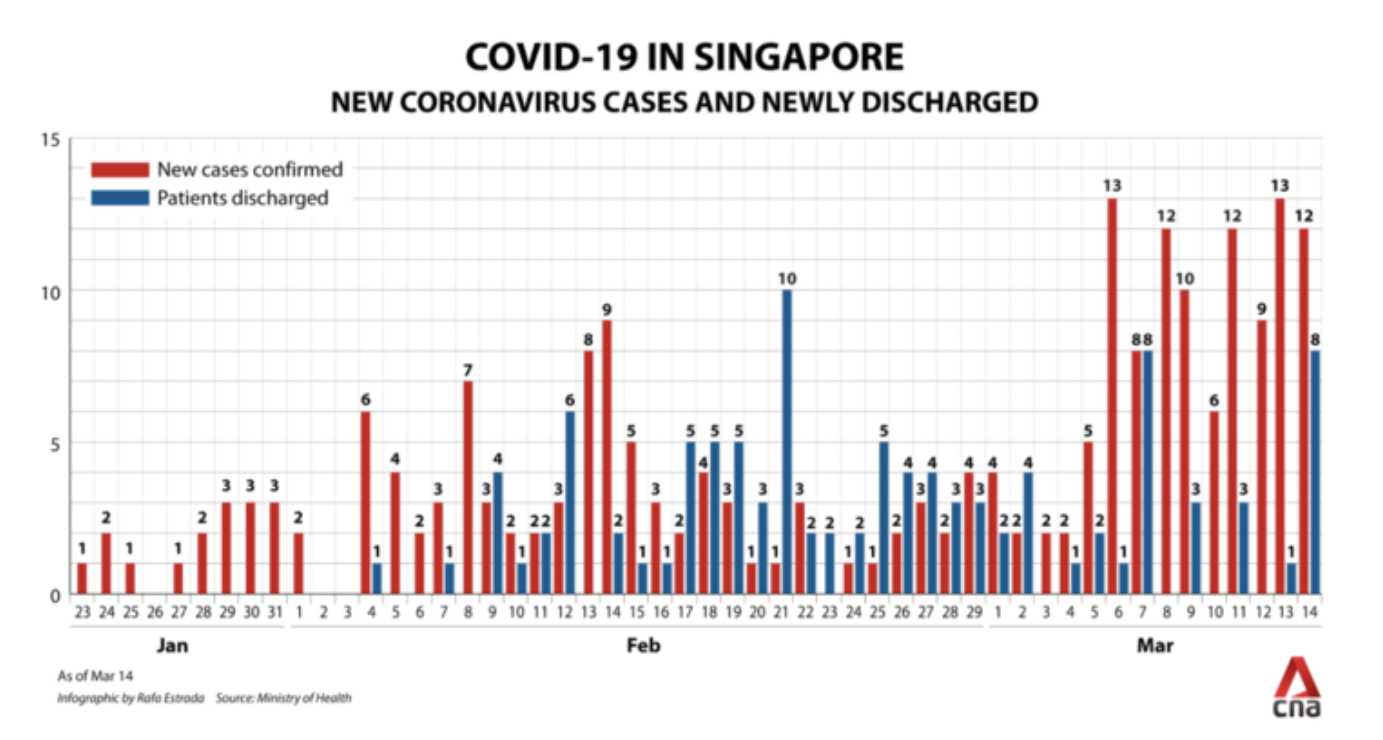 COVID-19 IN SINGAPORE
NEW CORONAVIRUS CASES AND NEWLY DISCHARGED
15
New cases confirmed
Patients discharged
13 13
12 12 12
10 10
10
9 9
8 88 8
7
6 6 6
5
5 5 5 5 5 5
4 4 4 4 4 4 4 4 4
3 3 3 3 3 3 3 3 3 3 3 3 3 3
2 2 2 2 2 22 2 2 2 2 2 2 2 22 2 2 2
1 1 1 1 1 1 1 1 1 1 1 1 1 1 1
0
23 24 25 26 27 28 29 30 31 1 2 3 4 5 6 7 8 9 10 11 12 13 14 15 16 17 18 19 20 21 22 23 24 25 26 27 28 29 1 2 3 4 5 6 7 8 9 10 11 12 13 14
Jan Feb Mar
As of Mar 14
Infographic by Rafa Estrada Source: Ministry of Health
cna